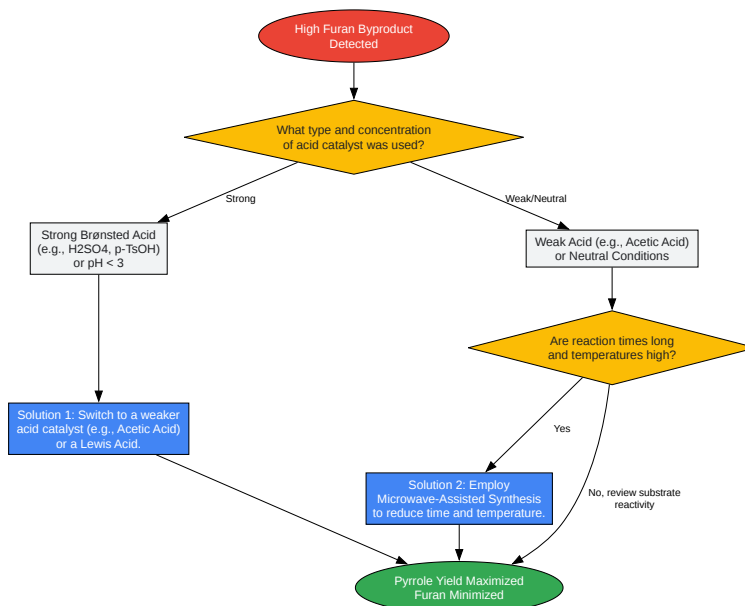 High Furan Byproduct
Detected
What type and concentration
of acid catalyst was used?
Strong
Weak/Neutral
Strong Brønsted Acid
(e.g., H2SO4, p-TsOH)
or pH < 3
Weak Acid (e.g., Acetic Acid)
or Neutral Conditions
Are reaction times long
and temperatures high?
Solution 1: Switch to a weaker
acid catalyst (e.g., Acetic Acid)
or a Lewis Acid.
Yes
Solution 2: Employ
Microwave-Assisted Synthesis
to reduce time and temperature.
No, review substrate
reactivity
Pyrrole Yield Maximized
Furan Minimized